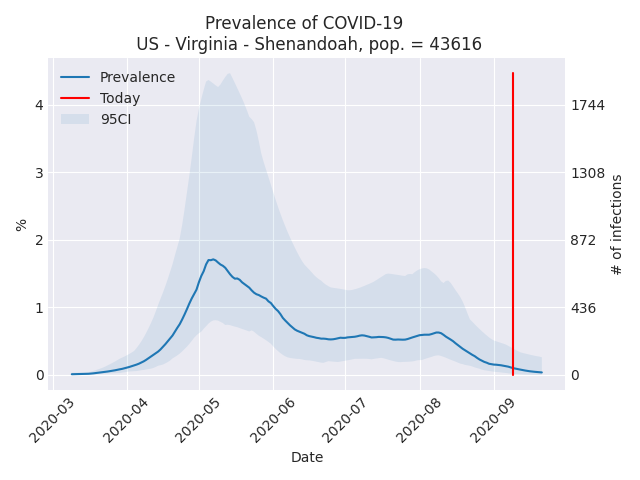 Prevalence of COVID-19
US - Virginia - Shenandoah, pop. = 43616
Prevalence
Today
95CI
4
3
2
1
0
%
1744
1308
872
436
0
# of infections
2020-03
2020-04
2020-05
2020-06
2020-07
2020-08
2020-09
Date